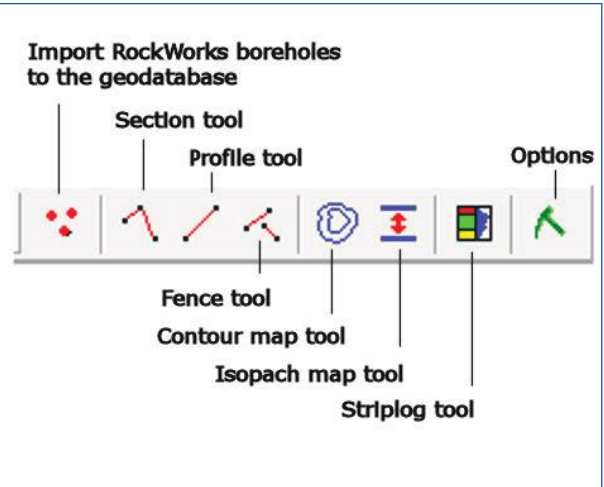 Import RockWorks boreholes
to the geodatabase
Section tool
Profile tool
Options
Fence tool
Contour map tool
Isopach map tool
Striplog tool